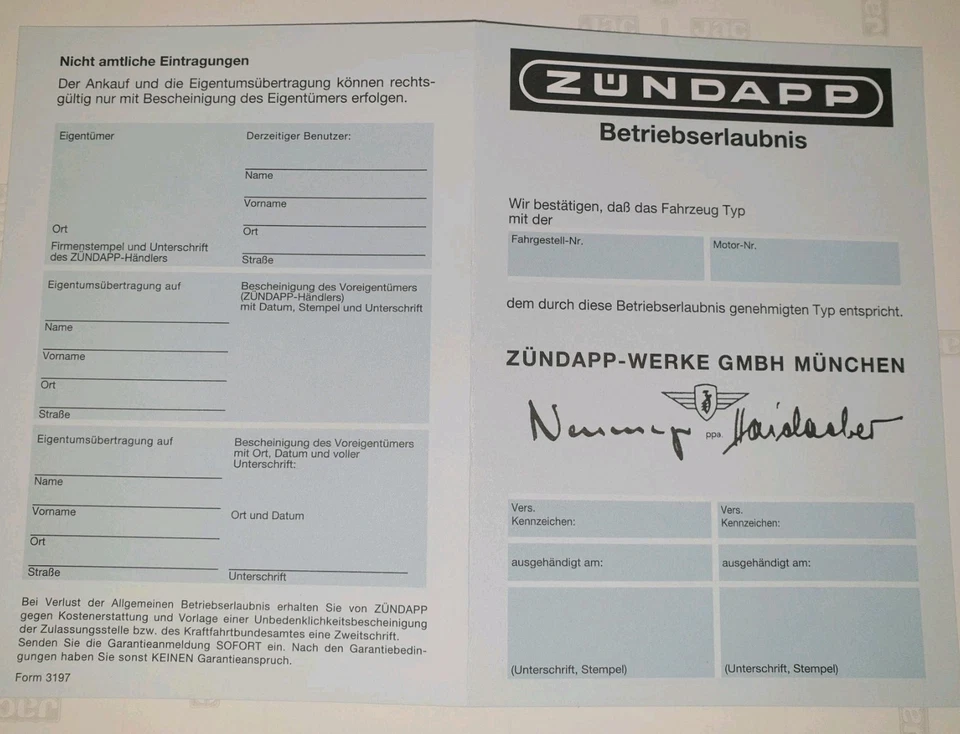 Nicht amtliche Eintragungen
Der Ankauf und die Eigentumsübertragung können rechts-
gültig nur mit Bescheinigung des Eigentümers erfolgen.
Eigentümer
Ort
Firmenstempel und Unterschrift
des ZÜNDAPP-Händlers
Derzeitiger Benutzer:
Name
Vorname
Ort
Straße
Eigentumsübertragung auf
Name
Vorname
Ort
Straße
Bescheinigung des Voreigentümers
(ZÜNDAPP-Händlers)
mit Datum, Stempel und Unterschrift
Eigentumsübertragung auf
Name
Vorname
Ort
Straße
Bescheinigung des Voreigentümers
mit Ort, Datum und voller
Unterschrift:
Ort und Datum
Unterschrift
Bei Verlust der Allgemeinen Betriebserlaubnis erhalten Sie von ZÜNDAPP
gegen Kostenerstattung und Vorlage einer Unbedenklichkeitsbescheinigung
der Zulassungsstelle bzw. des Kraftfahrtbundesamtes eine Zweitschrift.
Senden Sie die Garantieanmeldung SOFORT ein. Nach den Garantiebedin-
gungen haben Sie sonst KEINEN Garantieanspruch.
Form 3197
ZÜNDAPP
Betriebserlaubnis
Wir bestätigen, daß das Fahrzeug Typ
mit der
Fahrgestell-Nr.
Motor-Nr.
dem durch diese Betriebserlaubnis genehmigten Typ entspricht.
ZÜNDAPP-WERKE GMBH MÜNCHEN
ppa. Haidacher
Vers.
Kennzeichen:
Vers.
Kennzeichen:
ausgehändigt am:
ausgehändigt am:
(Unterschrift, Stempel)
(Unterschrift, Stempel)